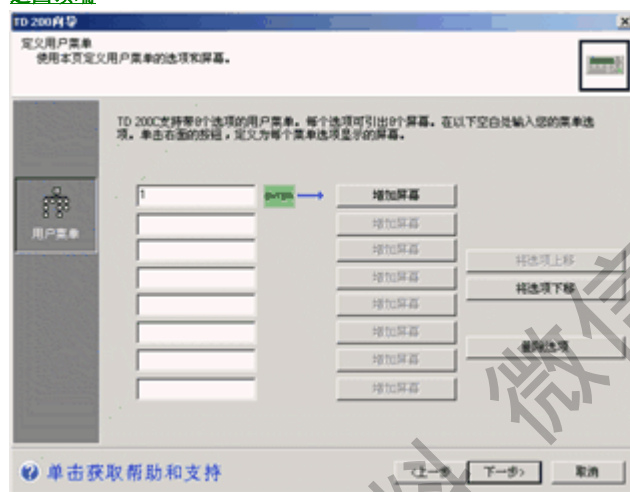 TD 200向导
定义用户菜单
使用本页定义用户菜单的选项和屏幕。
TD 200C支持带8个选项的用户菜单。每个选项可引出8个屏幕。在以下空白处输入您的菜单选
项。单击右面的按钮，定义为每个菜单选项显示的屏幕。
用户菜单
1
增加屏幕
增加屏幕
增加屏幕
增加屏幕
增加屏幕
增加屏幕
增加屏幕
增加屏幕
将选项上移
将选项下移
删除选项
单击获取帮助和支持
<上一步
下一步>
取消
微信
料